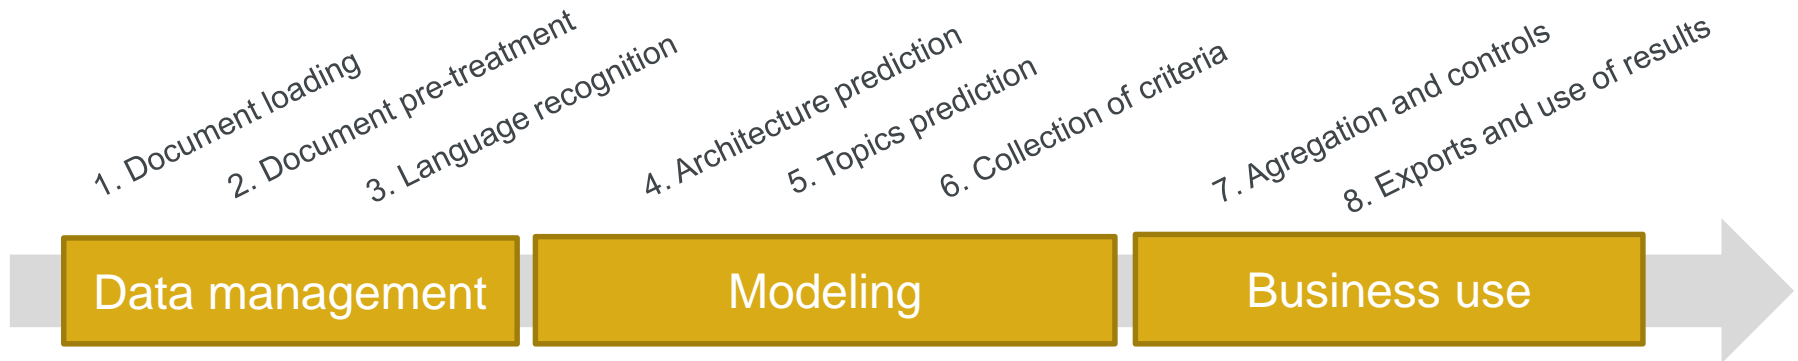 1. Document loading
2. Document pre-treatment
3. Language recognition
4. Architecture prediction
5. Topics prediction
6. Collection of criteria
7. Agregation and controls
8. Exports and use of results
Data management
Modeling
Business use